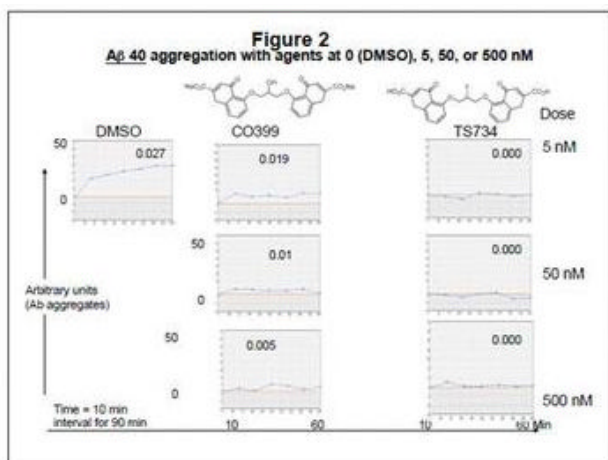 Figure 2
Aβ 40 aggregation with agents at 0 (DMSO), 5, 50, or 500 nM
OH
Dose
DMSO
CO399
TS734
50
0.027
0.019
0.000
5 nM
0
50
0.01
0.000
50 nM
0
Arbitrary units
(Ab aggregates)
50
0.005
0.000
0
500 nM
Time = 10 min
interval for 90 min
10
60 Min
10
60 Min